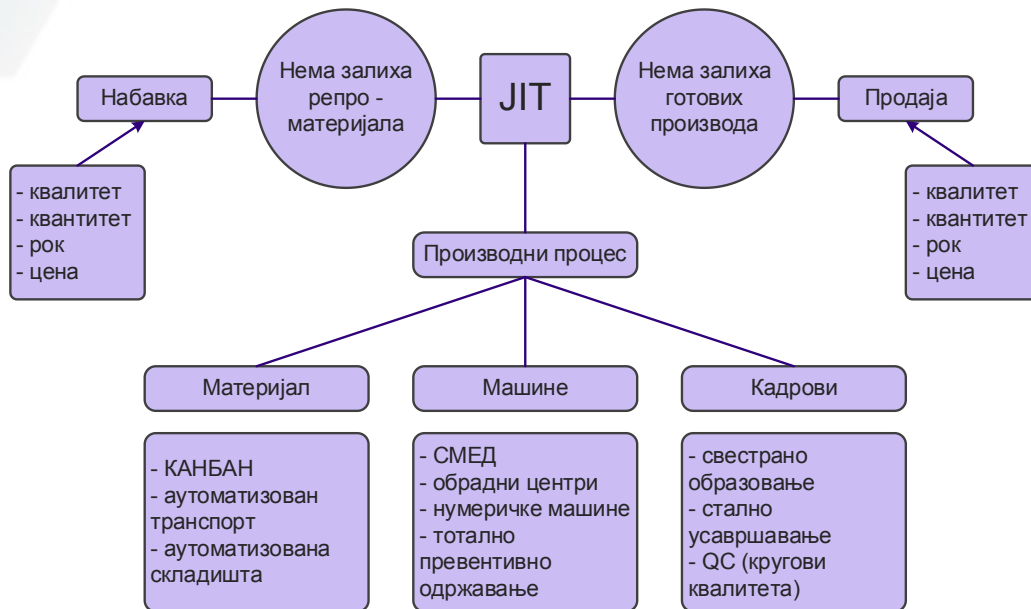 Набавка
Нема залиха
репро -
материјала
JIT
Нема залиха
готових
производа
Продаја
- квалитет
- квантитет
- рок
- цена
- квалитет
- квантитет
- рок
- цена
Производни процес
Материјал
Машине
Кадрови
- КАНБАН
- аутоматизован
транспорт
- аутоматизована
складишта
- СМЕД
- обрадни центри
- нумеричке машине
- тотално
превентивно
одржавање
- свестрано
образовање
- стално
усавршавање
- QC (кругови
квалитета)